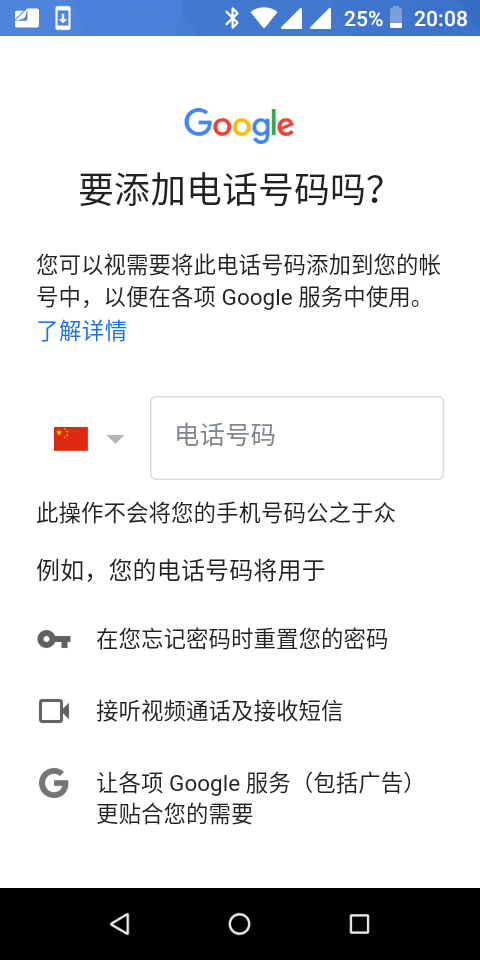 25% 20:08
Google
要添加电话号码吗？
您可以视需要将此电话号码添加到您的帐
号中，以便在各项 Google 服务中使用。
了解详情
电话号码
此操作不会将您的手机号码公之于众
例如，您的电话号码将用于
在您忘记密码时重置您的密码
接听视频通话及接收短信
让各项 Google 服务（包括广告）
更贴合您的需要